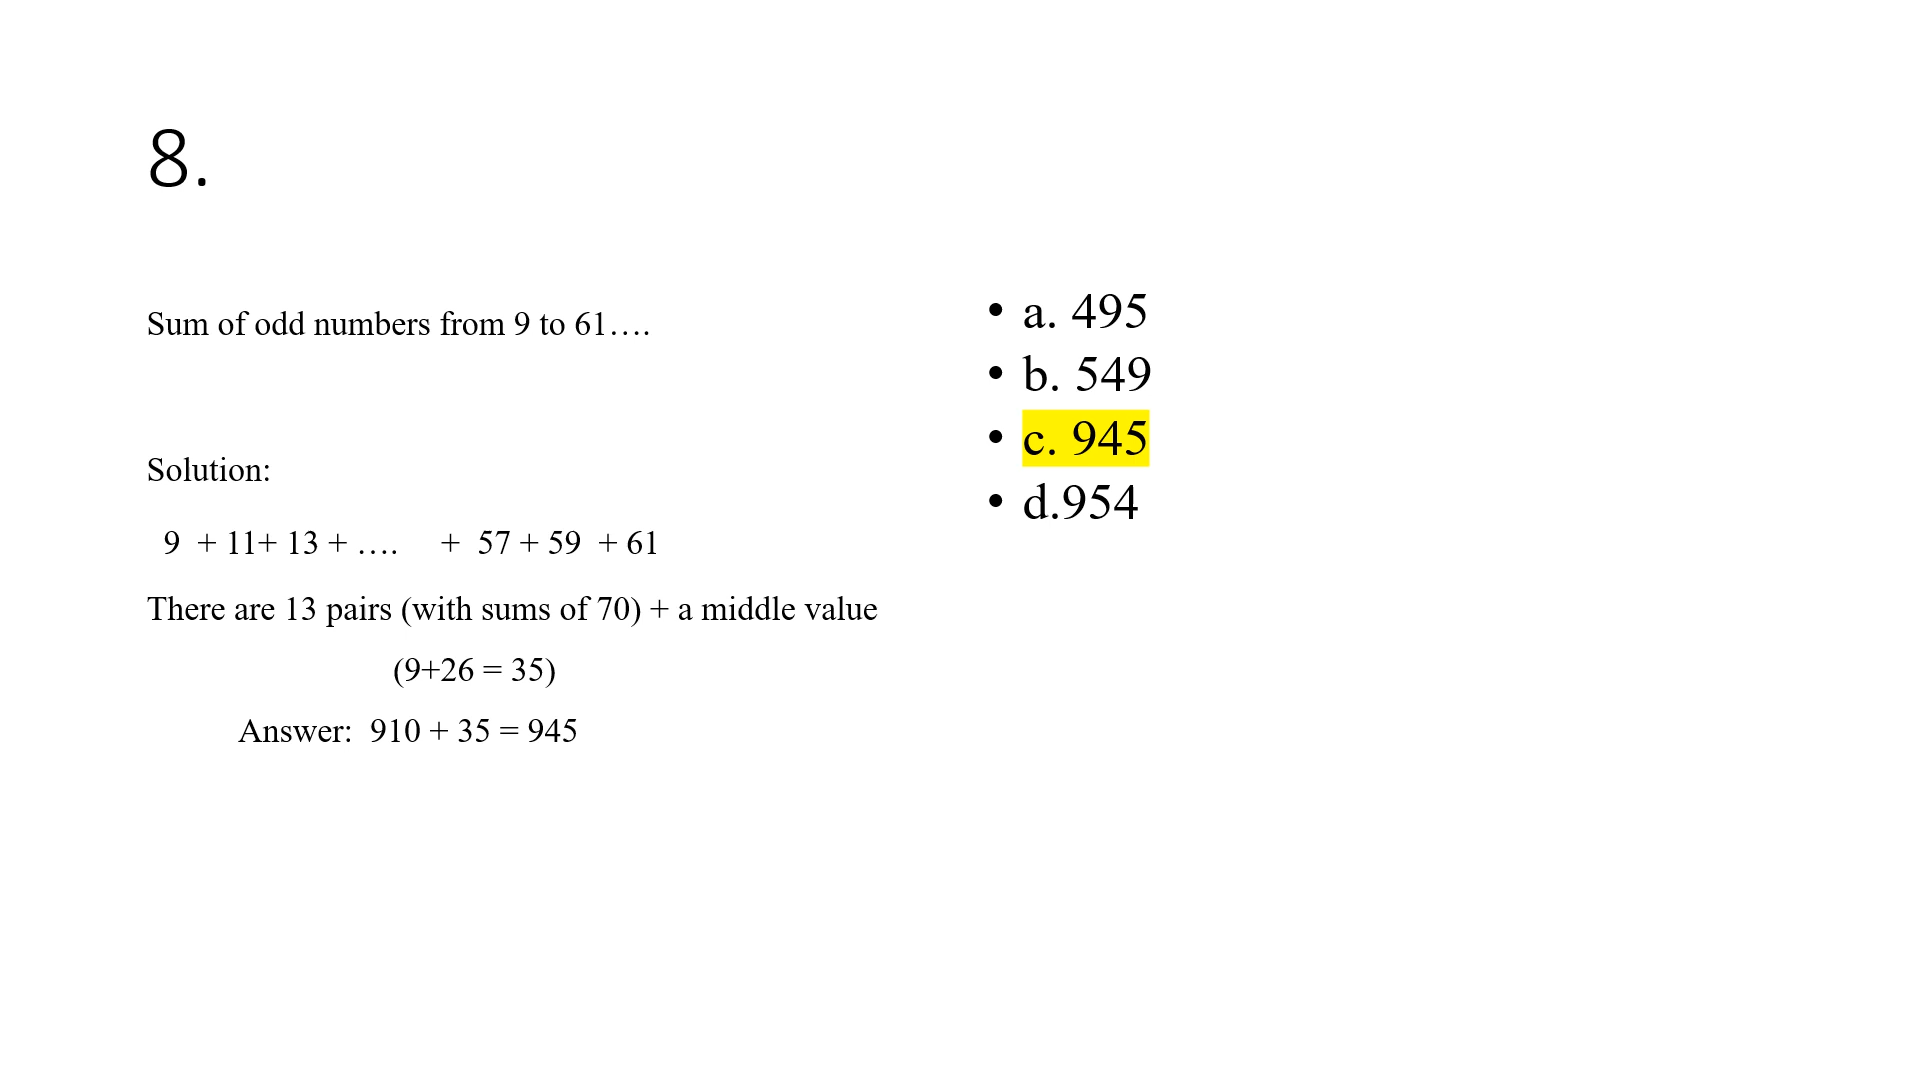 8.
Sum of odd numbers from 9 to 61….
Solution:
9 + 11+ 13 + …. + 57 + 59 + 61
There are 13 pairs (with sums of 70) + a middle value
(9+26 = 35)
Answer: 910 + 35 = 945
• a. 495
• b. 549
• c. 945
• d.954